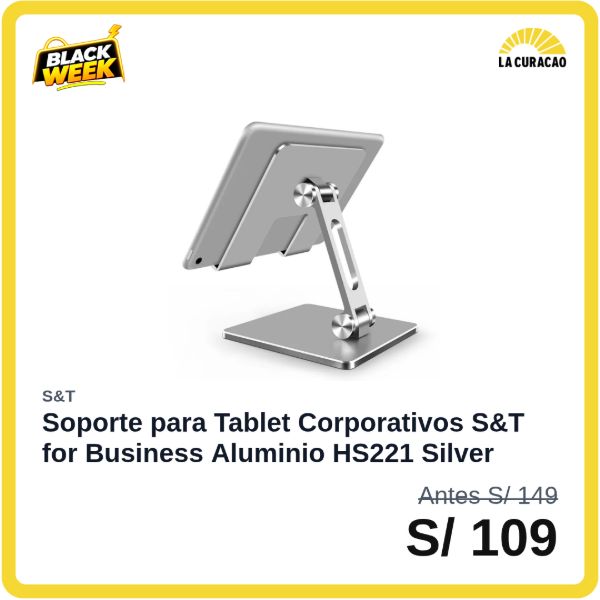 BLACK
WEEK
LA CURACAO
S&T
Soporte para Tablet Corporativos S&T
for Business Aluminio HS221 Silver
Antes S/ 149
S/ 109